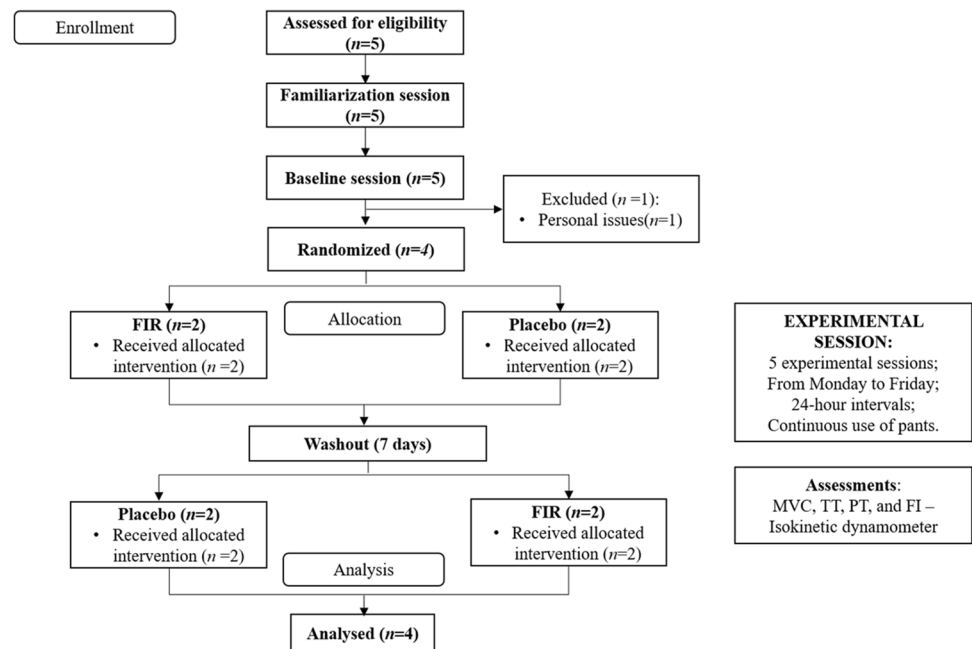 Enrollment
Assessed for eligibility
(n=5)
Familiarization session
(n=5)
Baseline session (n=5)
Excluded (n =1):
• Personal issues(n=1)
Randomized (n=4)
FIR (n=2)
• Received allocated
intervention (n =2)
Allocation
Placebo (n=2)
• Received allocated
intervention (n=2)
Washout (7 days)
Placebo (n=2)
• Received allocated
intervention (n =2)
FIR (n=2)
• Received allocated
intervention (n=2)
Analysis
Analysed (n=4)
EXPERIMENTAL
SESSION:
5 experimental sessions;
From Monday to Friday;
24-hour intervals;
Continuous use of pants.
Assessments:
MVC, TT, PT, and FI –
Isokinetic dynamometer